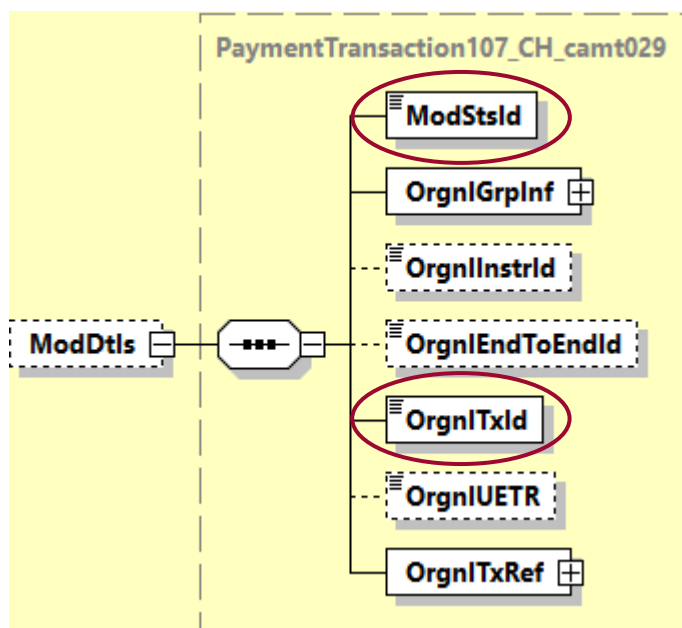 PaymentTransaction107_CH_camt029
ModStsId
OrgnlGrpInf
OrgnlInstrId
ModDtls
OrgnlEndToEndId
OrgnlTxId
OrgnlUETR
OrgnlTxRef